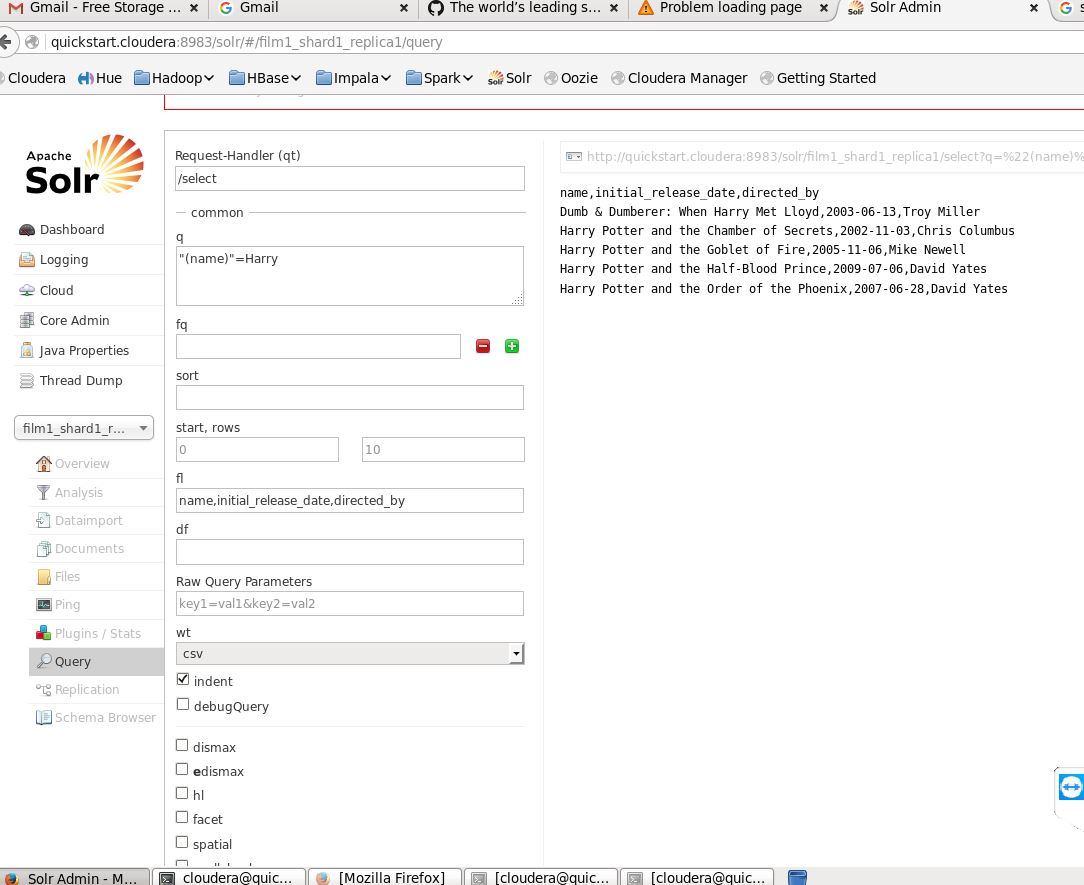 Gmail - Free Storage ... ×
Gmail ×
The world's leading s... ×
Problem loading page ×
Solr Admin ×
quickstart.cloudera:8983/solr/#/film1_shard1_replica1/query
Cloudera
Hue
Hadoop
HBase
Impala
Spark
Solr
Oozie
Cloudera Manager
Getting Started
Apache
Solr
Dashboard
Logging
Cloud
Core Admin
Java Properties
Thread Dump
film1_shard1_r...
Overview
Analysis
Dataimport
Documents
Files
Ping
Plugins / Stats
Query
Replication
Schema Browser
Request-Handler (qt)
/select
common
q
"(name)"=Harry
fq
sort
start, rows
0
10
fl
name,initial_release_date,directed_by
df
Raw Query Parameters
key1=val1&key2=val2
wt
csv
indent
debugQuery
dismax
edismax
hl
facet
spatial
http://quickstart.cloudera:8983/solr/film1_shard1_replica1/select?q=%22(name)%
name,initial_release_date,directed_by
Dumb & Dumberer: When Harry Met Lloyd,2003-06-13,Troy Miller
Harry Potter and the Chamber of Secrets,2002-11-03,Chris Columbus
Harry Potter and the Goblet of Fire,2005-11-06,Mike Newell
Harry Potter and the Half-Blood Prince,2009-07-06,David Yates
Harry Potter and the Order of the Phoenix,2007-06-28,David Yates
Solr Admin - M...
cloudera@quic...
[Mozilla Firefox]
[cloudera@quic...
[cloudera@quic...